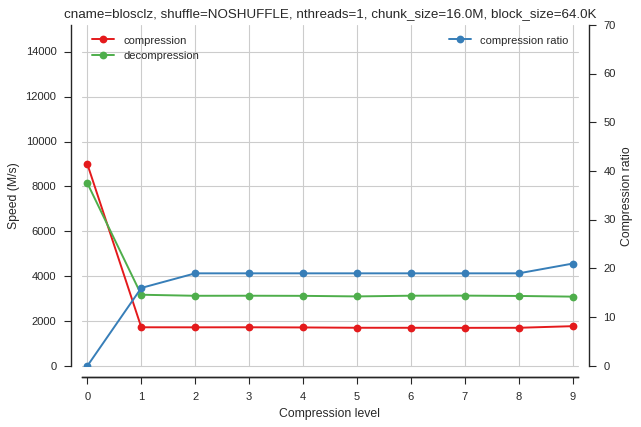 cname=blosclz, shuffle=NOSHUFFLE, nthreads=1, chunk_size=16.0M, block_size=64.0K
compression
decompression
compression ratio
14000
12000
10000
8000
6000
4000
2000
0
Speed (M/s)
70
60
50
40
30
20
10
0
Compression ratio
0 1 2 3 4 5 6 7 8 9
Compression level